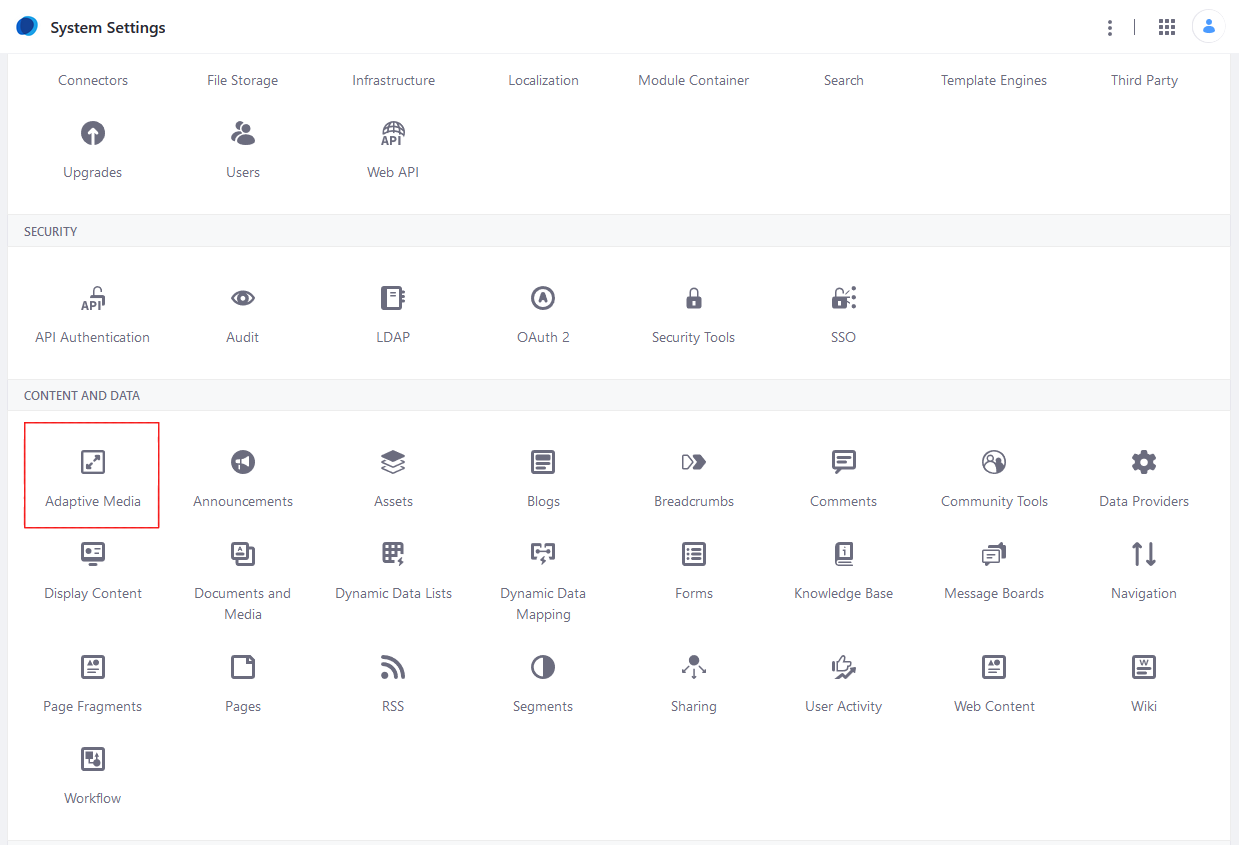 System Settings
Connectors File Storage Infrastructure Localization Module Container Search Template Engines Third Party
API
Upgrades Users Web API
SECURITY
API A
API Authentication Audit LDAP OAuth 2 Security Tools SSO
CONTENT AND DATA
Adaptive Media Announcements Assets Blogs Breadcrumbs Comments Community Tools Data Providers
A i
Display Content Documents and Dynamic Data Lists Dynamic Data Forms Knowledge Base Message Boards Navigation
Media Mapping
W
Page Fragments Pages RSS Segments Sharing User Activity Web Content Wiki
Workflow